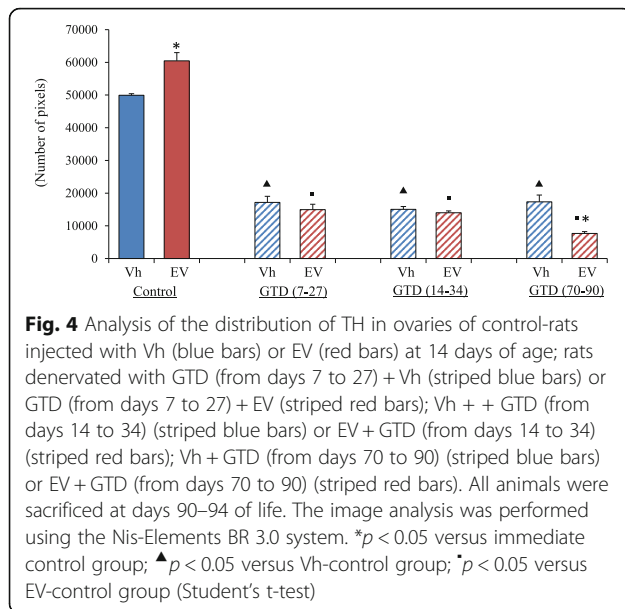 70000
60000
50000
40000
30000
20000
10000
0
(Number of pixels)
*
▲ ▪ ▲ ▪ ▲ ▪ *
Vh EV Vh EV Vh EV Vh EV
Control GTD (7-27) GTD (14-34) GTD (70-90)
Fig. 4 Analysis of the distribution of TH in ovaries of control-rats
injected with Vh (blue bars) or EV (red bars) at 14 days of age; rats
denervated with GTD (from days 7 to 27) + Vh (striped blue bars) or
GTD (from days 7 to 27) + EV (striped red bars); Vh + + GTD (from
days 14 to 34) (striped blue bars) or EV + GTD (from days 14 to 34)
(striped red bars); Vh + GTD (from days 70 to 90) (striped blue bars)
or EV + GTD (from days 70 to 90) (striped red bars). All animals were
sacrificed at days 90–94 of life. The image analysis was performed
using the Nis-Elements BR 3.0 system. *p < 0.05 versus immediate
control group; ▲p < 0.05 versus Vh-control group; ▪p < 0.05 versus
EV-control group (Student's t-test)